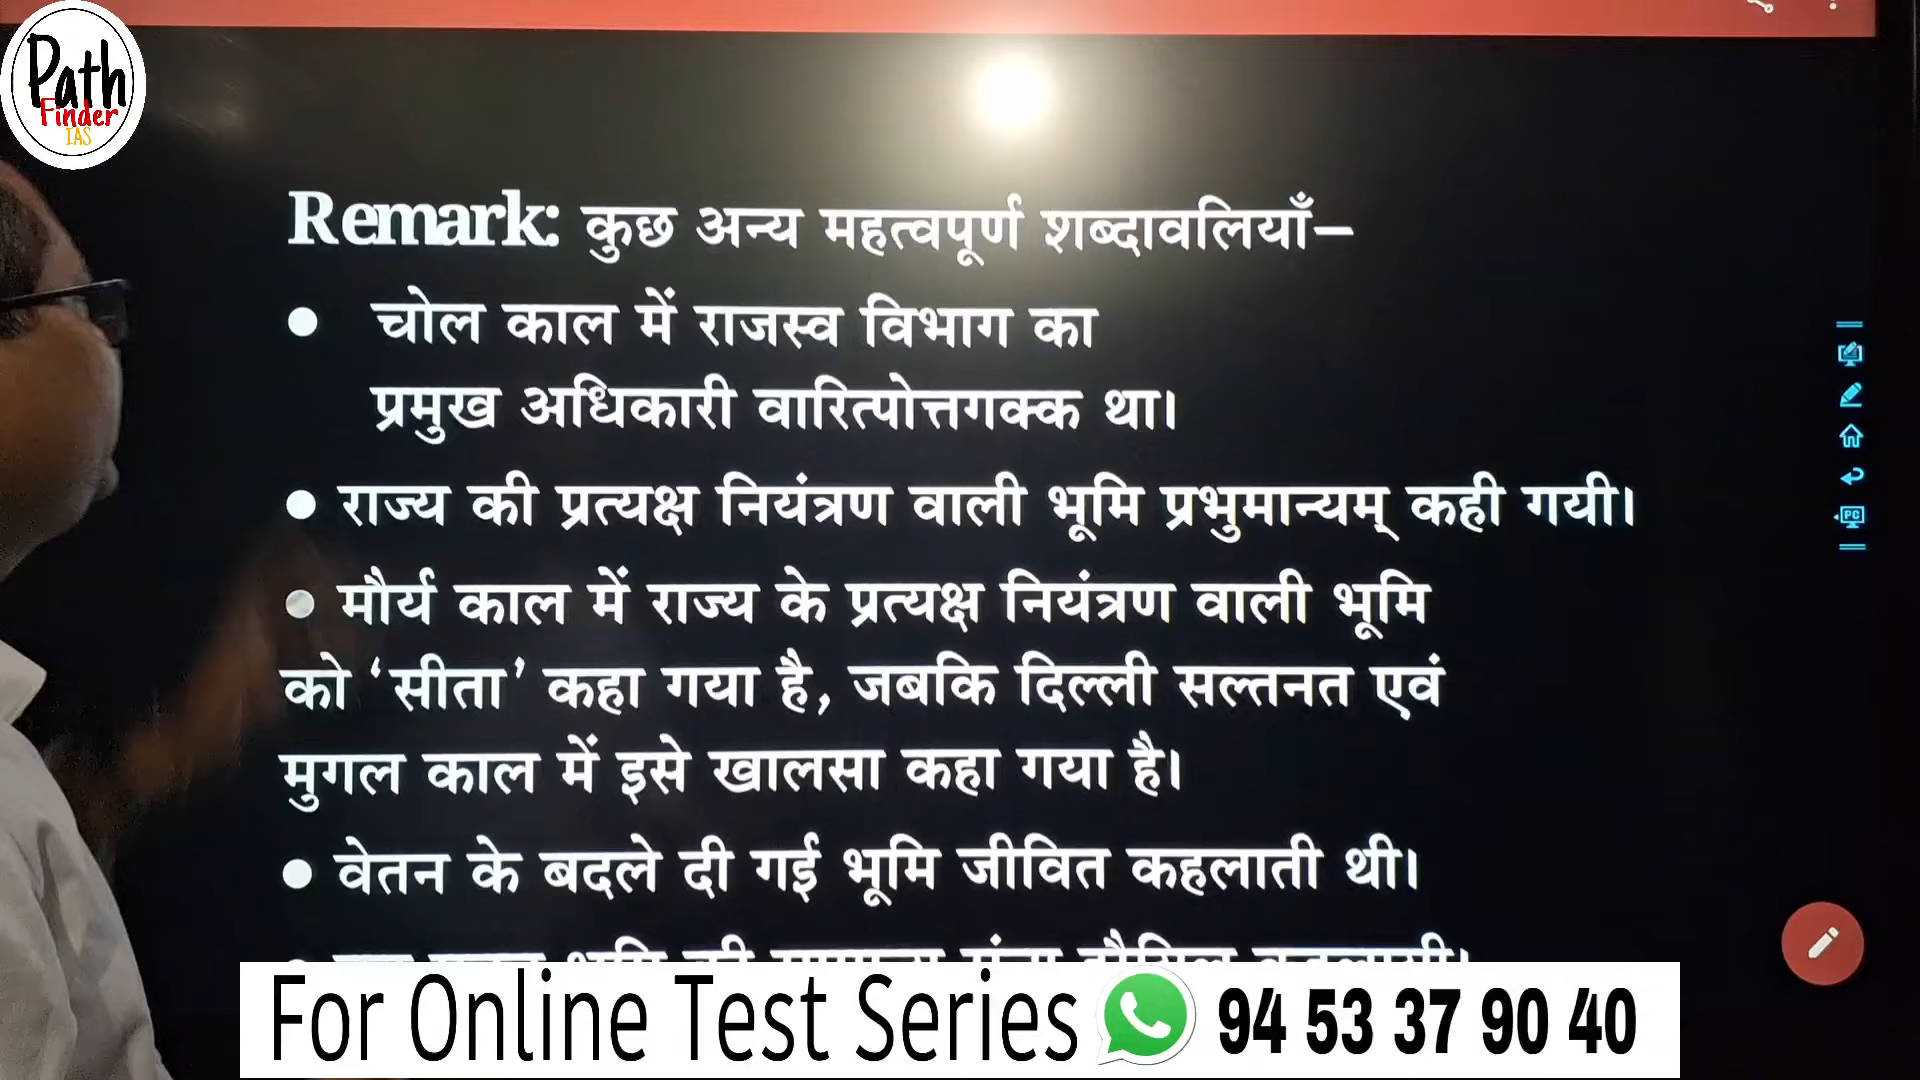 Path
Finder
IAS
Remark: कुछ अन्य महत्वपूर्ण शब्दावलियाँ–
● चोल काल में राजस्व विभाग का
प्रमुख अधिकारी वारित्पोत्तगक्क था।
● राज्य की प्रत्यक्ष नियंत्रण वाली भूमि प्रभुमान्यम् कही गयी।
● मौर्य काल में राज्य के प्रत्यक्ष नियंत्रण वाली भूमि
को ‘सीता’ कहा गया है, जबकि दिल्ली सल्तनत एवं
मुगल काल में इसे खालसा कहा गया है।
● वेतन के बदले दी गई भूमि जीवित कहलाती थी।
PC
For Online Test Series 94 53 37 90 40